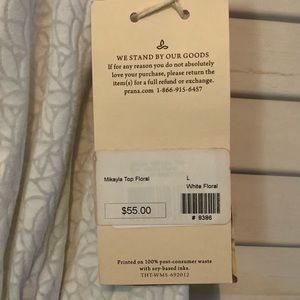 WE STAND BY OUR GOODS
If for any reason you do not absolutely
love your purchase, please return the
item(s) for a full refund or exchange.
prana.com 1-866-915-6457
Mikayla Top Floral
L
White Floral
$55.00
# 9386
Printed on 100% post-consumer waste
with soy-based inks.
THT-WMS-692012